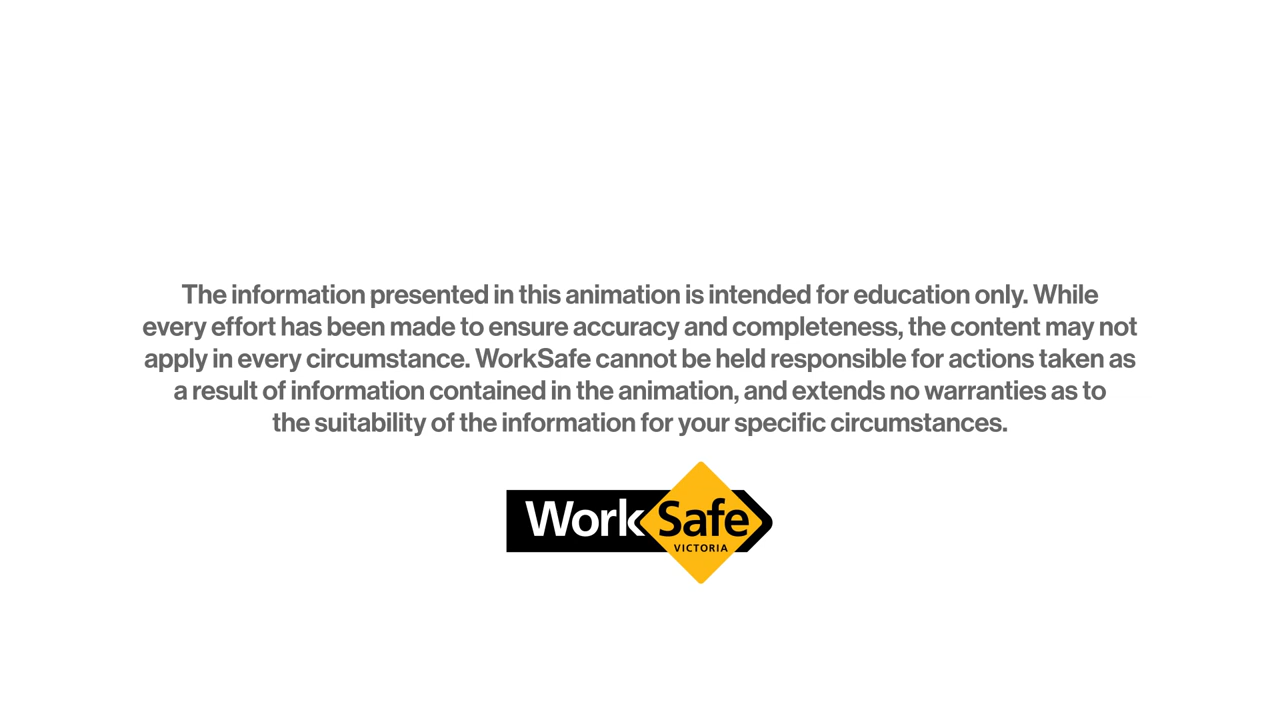 The information presented in this animation is intended for education only. While
every effort has been made to ensure accuracy and completeness, the content may not
apply in every circumstance. WorkSafe cannot be held responsible for actions taken as
a result of information contained in the animation, and extends no warranties as to
the suitability of the information for your specific circumstances.
WorkSafe
VICTORIA